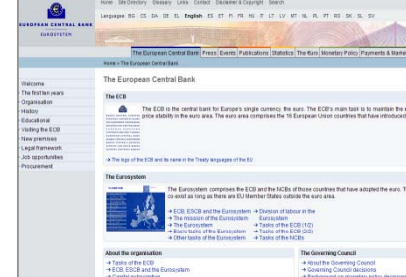 Home Site Directory Glossary Links Contact Disclaimer & Copyright Search
EUROPEAN CENTRAL BANK
EUROSYSTEM
Languages: BG CS DA DE EL English ES ET FI FR HU IT LT LV MT NL PL PT RO SK SL SV
The European Central Bank Press Events Publications Statistics The €uro Monetary Policy Payments & Market
Home > The European Central Bank
Welcome
The first ten years
Organisation
History
Educational
Visiting the ECB
New premises
Legal framework
Job opportunities
Procurement
The European Central Bank
The ECB
The ECB is the central bank for Europe's single currency, the euro. The ECB's main task is to maintain the
price stability in the euro area. The euro area comprises the 16 European Union countries that have introduced
→ The logo of the ECB and its name in the Treaty languages of the EU
The Eurosystem
The Eurosystem comprises the ECB and the NCBs of those countries that have adopted the euro. T
co-exist as long as there are EU Member States outside the euro area.
→ ECB, ESCB and the Eurosystem → Division of labour in the
→ The mission of the Eurosystem Eurosystem
→ The Eurosystem → Tasks of the ECB (1/2)
→ Basic tasks of the Eurosystem → Tasks of the ECB (2/2)
→ Other tasks of the Eurosystem → Tasks of the NCBs
About the organisation
→ Tasks of the ECB
→ ECB, ESCB and the Eurosystem
The Governing Council
→ About the Governing Council
→ Governing Council decisions